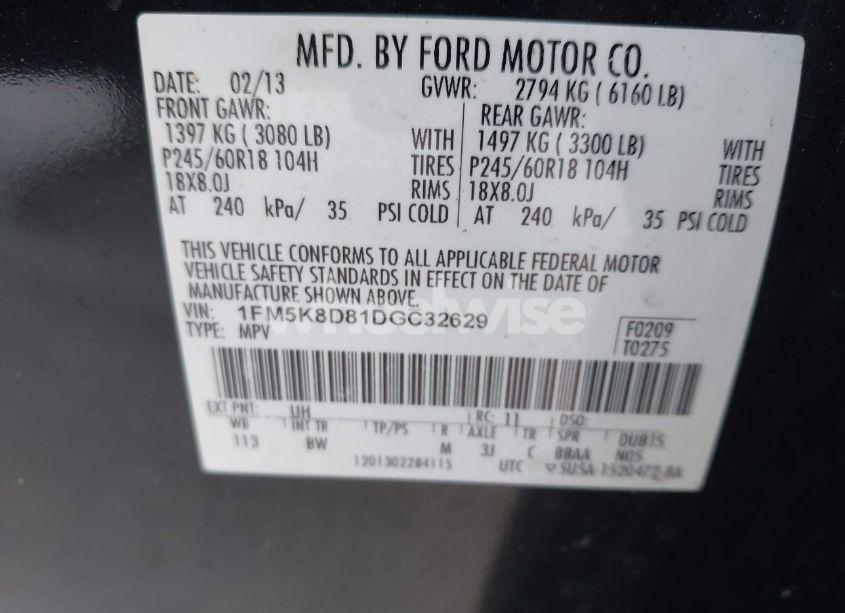 MFD. BY FORD MOTOR CO.
DATE: 02/13 GVWR: 2794 KG ( 6160 LB)
FRONT GAWR: REAR GAWR:
1397 KG ( 3080 LB) WITH 1497 KG ( 3300 LB) WITH
P245/60R18 104H TIRES P245/60R18 104H TIRES
18X8.0J RIMS 18X8.0J RIMS
AT 240 kPa/ 35 PSI COLD AT 240 kPa/ 35 PSI COLD
THIS VEHICLE CONFORMS TO ALL APPLICABLE FEDERAL MOTOR
VEHICLE SAFETY STANDARDS IN EFFECT ON THE DATE OF
MANUFACTURE SHOWN ABOVE.
VIN: 1FM5K8D81DGC32629 F0209
TYPE: MPV T0275
wheelwise
EXT PNT: UH RC: 11 DSO:
WB INT TR TP/PS R AXLE TR SPR DUB1S
113 BW M 3J C BBAA N05
1201302284115 UTC